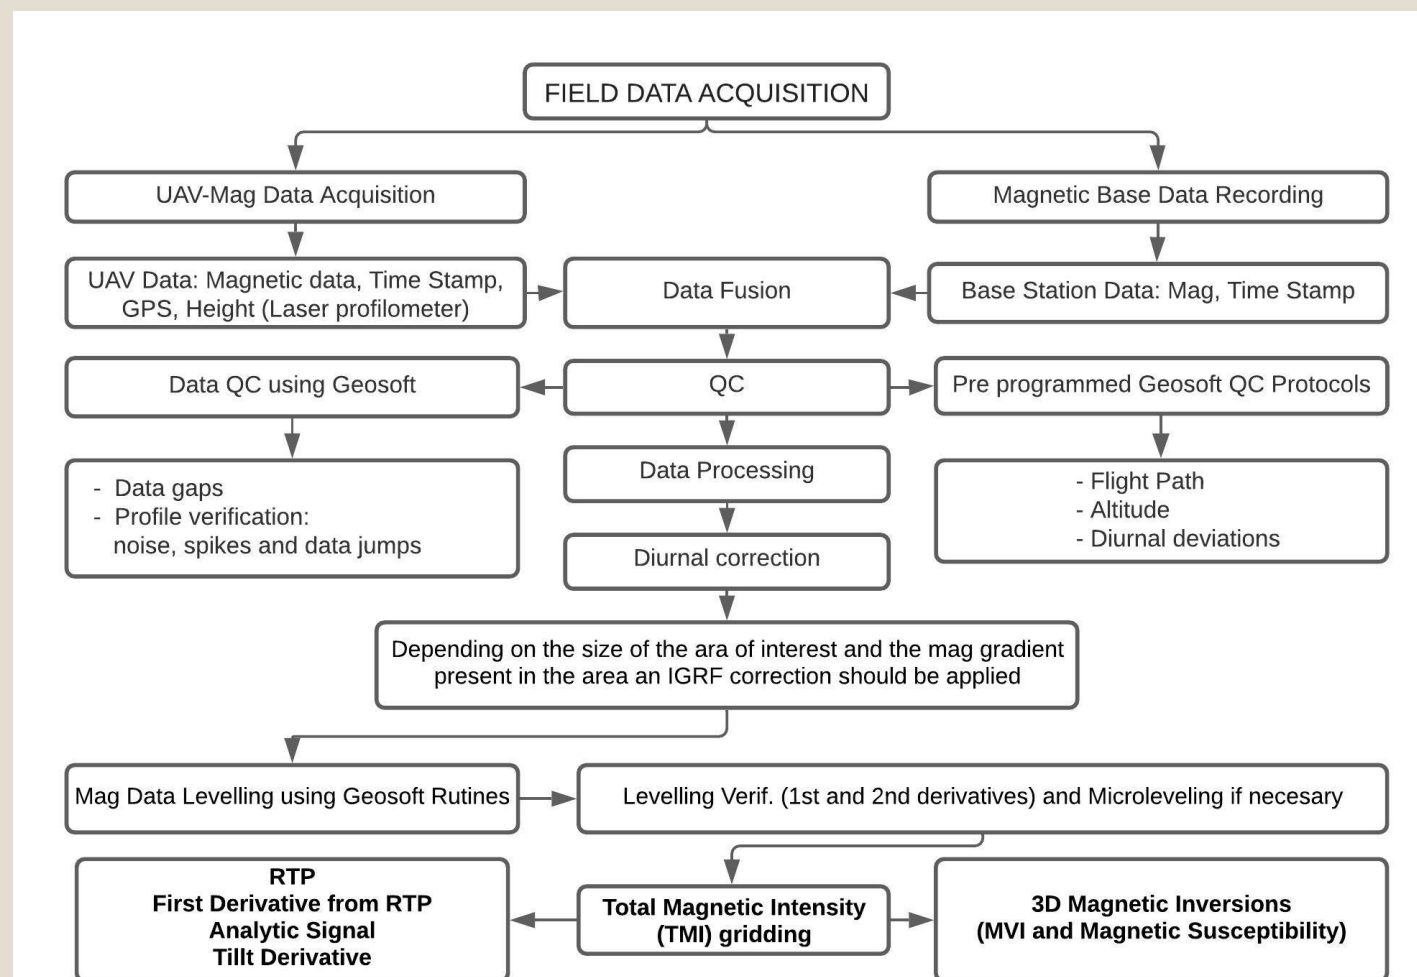 FIELD DATA ACQUISITION
UAV-Mag Data Acquisition
Magnetic Base Data Recording
UAV Data: Magnetic data, Time Stamp,
GPS, Height (Laser profilometer)
Data Fusion
Base Station Data: Mag, Time Stamp
Data QC using Geosoft
QC
Pre programmed Geosoft QC Protocols
- Data gaps
- Profile verification:
noise, spikes and data jumps
Data Processing
- Flight Path
- Altitude
- Diurnal deviations
Diurnal correction
Depending on the size of the ara of interest and the mag gradient
present in the area an IGRF correction should be applied
Mag Data Levelling using Geosoft Rutines
Levelling Verif. (1st and 2nd derivatives) and Microleveling if necesary
RTP
First Derivative from RTP
Analytic Signal
Tillt Derivative
Total Magnetic Intensity
(TMI) gridding
3D Magnetic Inversions
(MVI and Magnetic Susceptibility)